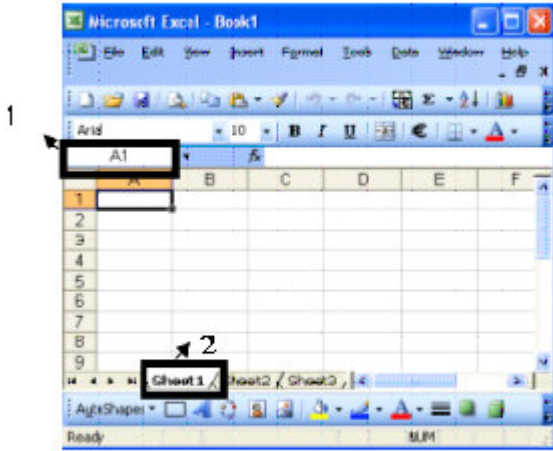 Microsoft Excel - Book1
File Edit View Insert Format Tools Data Window Help
1
Arial 10 B I U €
A1 fx
A B C D E F
1
2
3
4
5
6
7
8
2
9
Sheet1 Sheet2 Sheet3
AutoShapes
Ready NUM